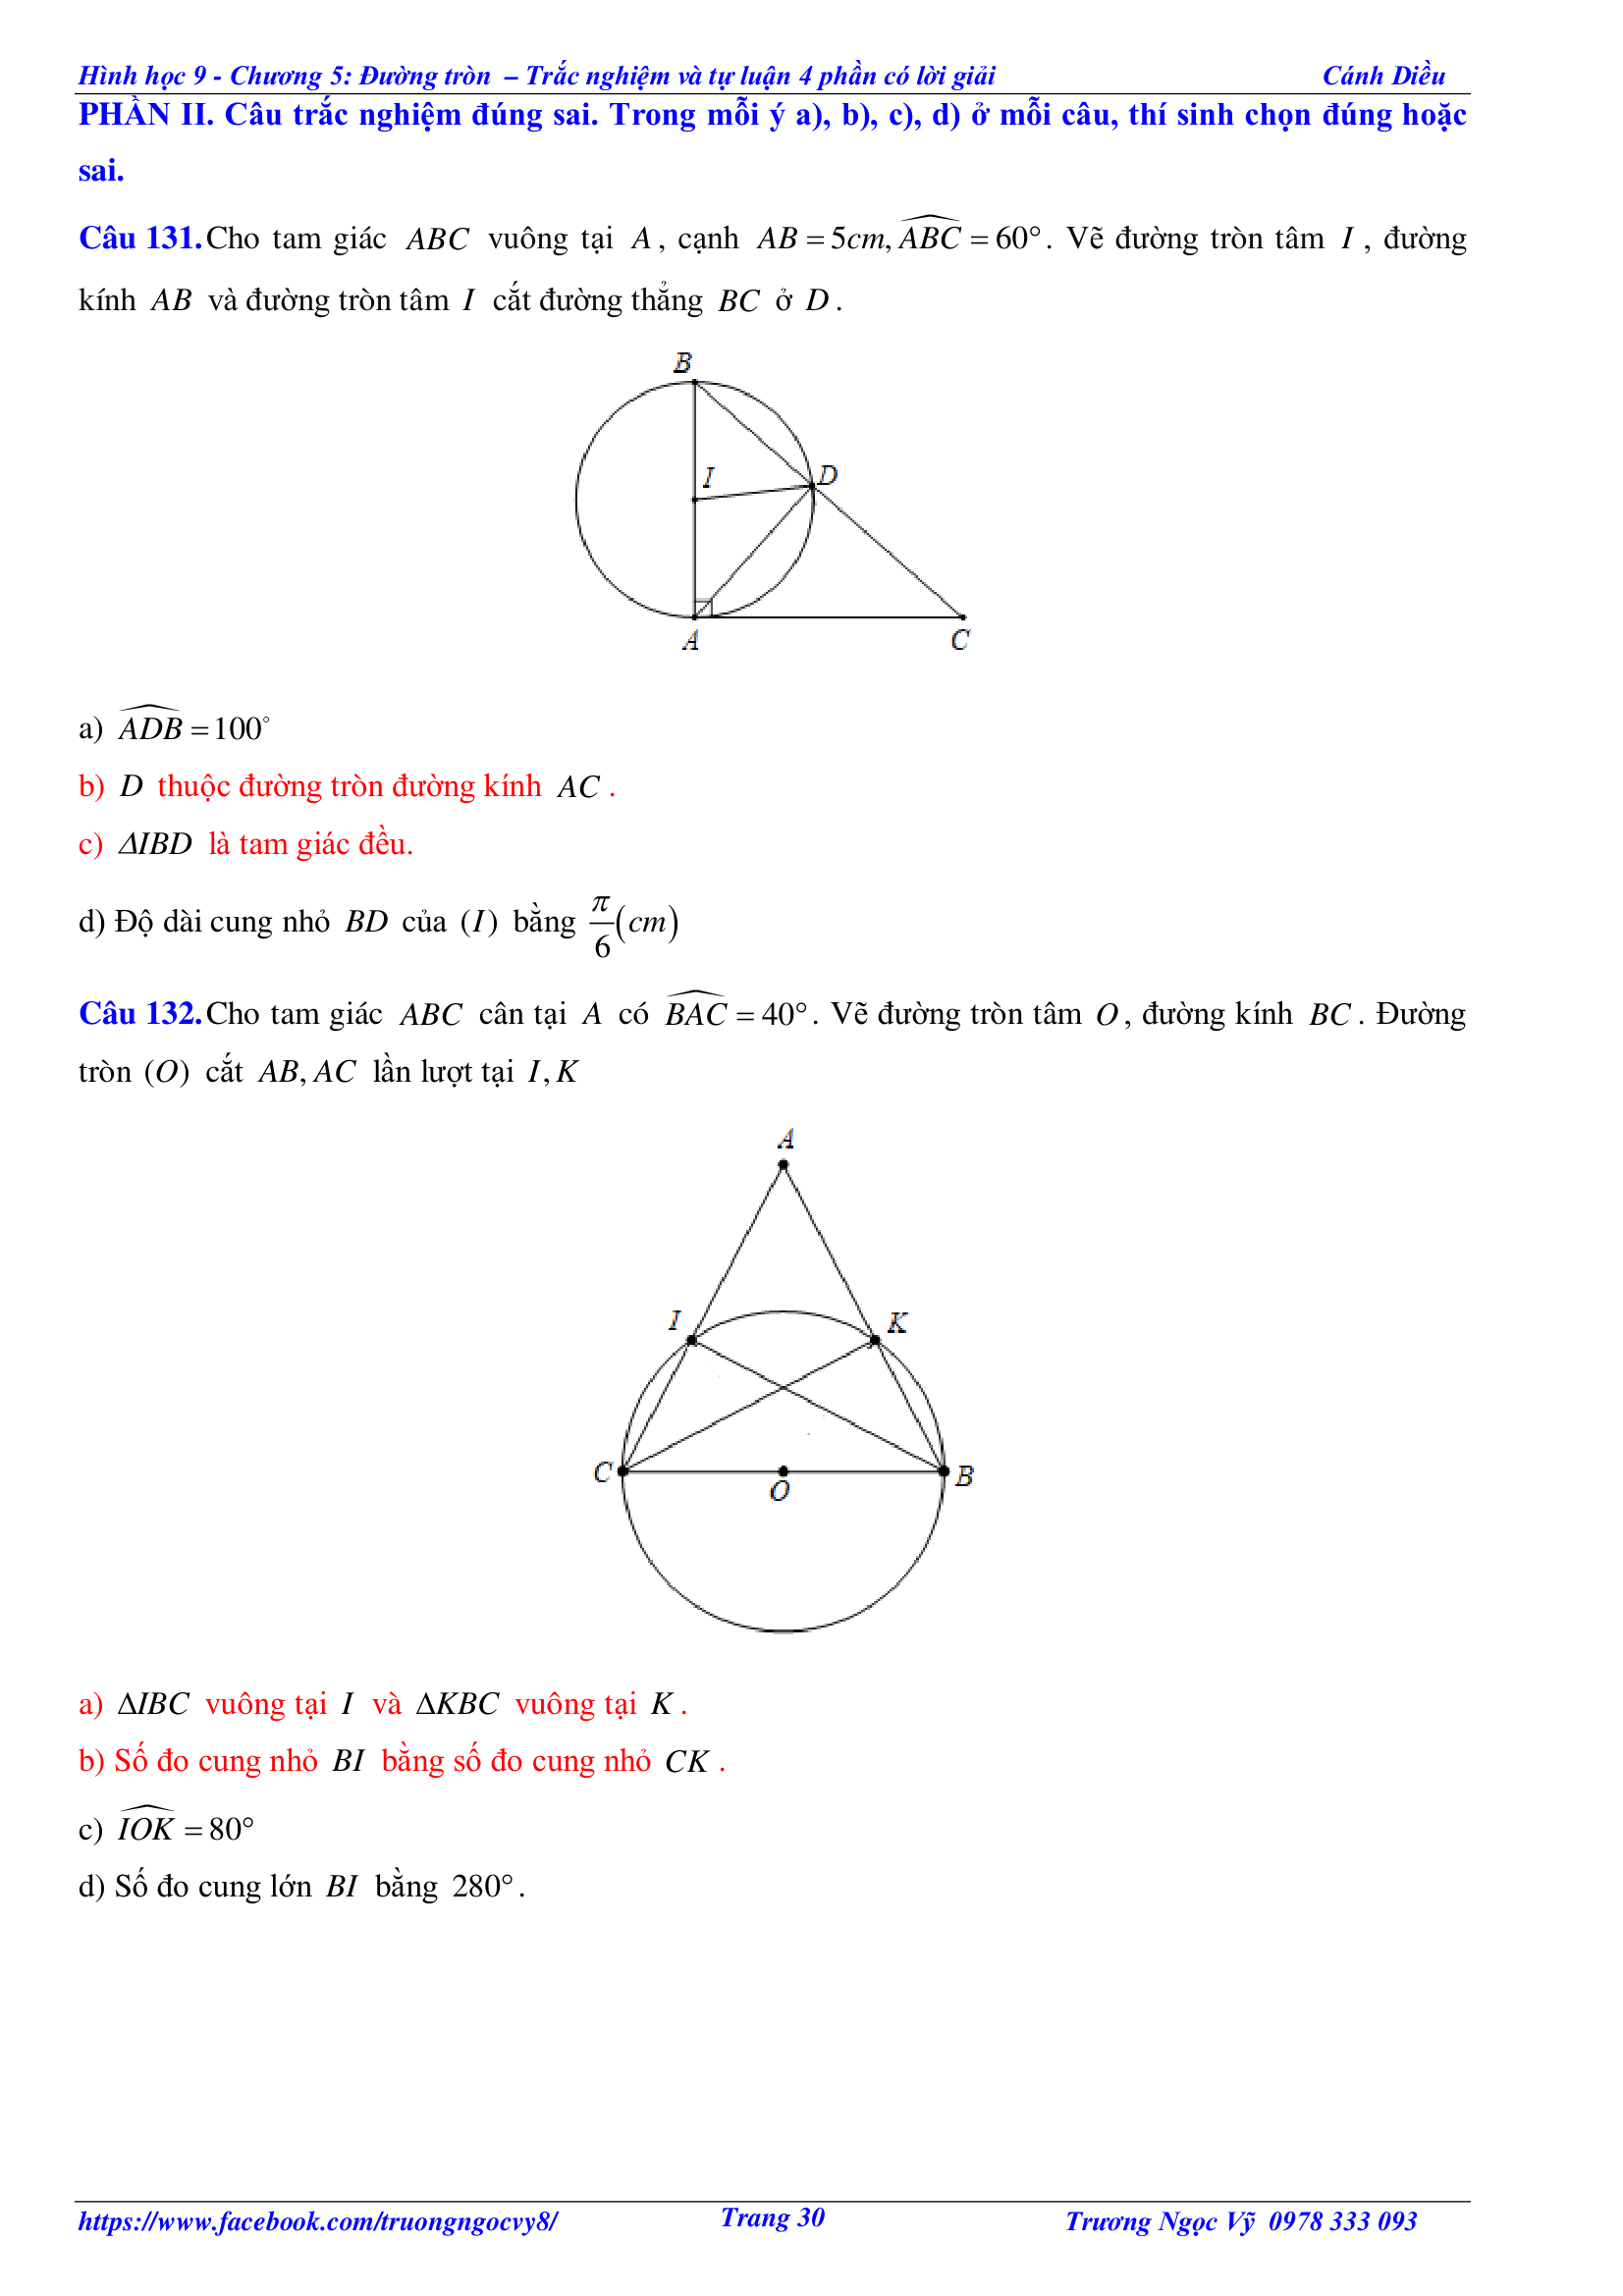 Hình học 9 - Chương 5: Đường tròn – Trắc nghiệm và tự luận 4 phần có lời giải Cánh Diều
PHẦN II. Câu trắc nghiệm đúng sai. Trong mỗi ý a), b), c), d) ở mỗi câu, thí sinh chọn đúng hoặc
sai.
Câu 131. Cho tam giác ABC vuông tại A, cạnh AB = 5cm, \widehat{ABC} = 60°. Vẽ đường tròn tâm I, đường
kính AB và đường tròn tâm I cắt đường thẳng BC ở D.
B
I
D
A
C
a) \widehat{ADB} = 100°
b) D thuộc đường tròn đường kính AC.
c) ΔIBD là tam giác đều.
d) Độ dài cung nhỏ BD của (I) bằng \frac{π}{6}(cm)
Câu 132. Cho tam giác ABC cân tại A có \widehat{BAC} = 40°. Vẽ đường tròn tâm O, đường kính BC. Đường
tròn (O) cắt AB, AC lần lượt tại I, K
A
I
K
C
O
B
a) ΔIBC vuông tại I và ΔKBC vuông tại K.
b) Số đo cung nhỏ BI bằng số đo cung nhỏ CK.
c) \widehat{IOK} = 80°
d) Số đo cung lớn BI bằng 280°.
https://www.facebook.com/truongngocvy8/ Trang 30 Trương Ngọc Vỹ 0978 333 093